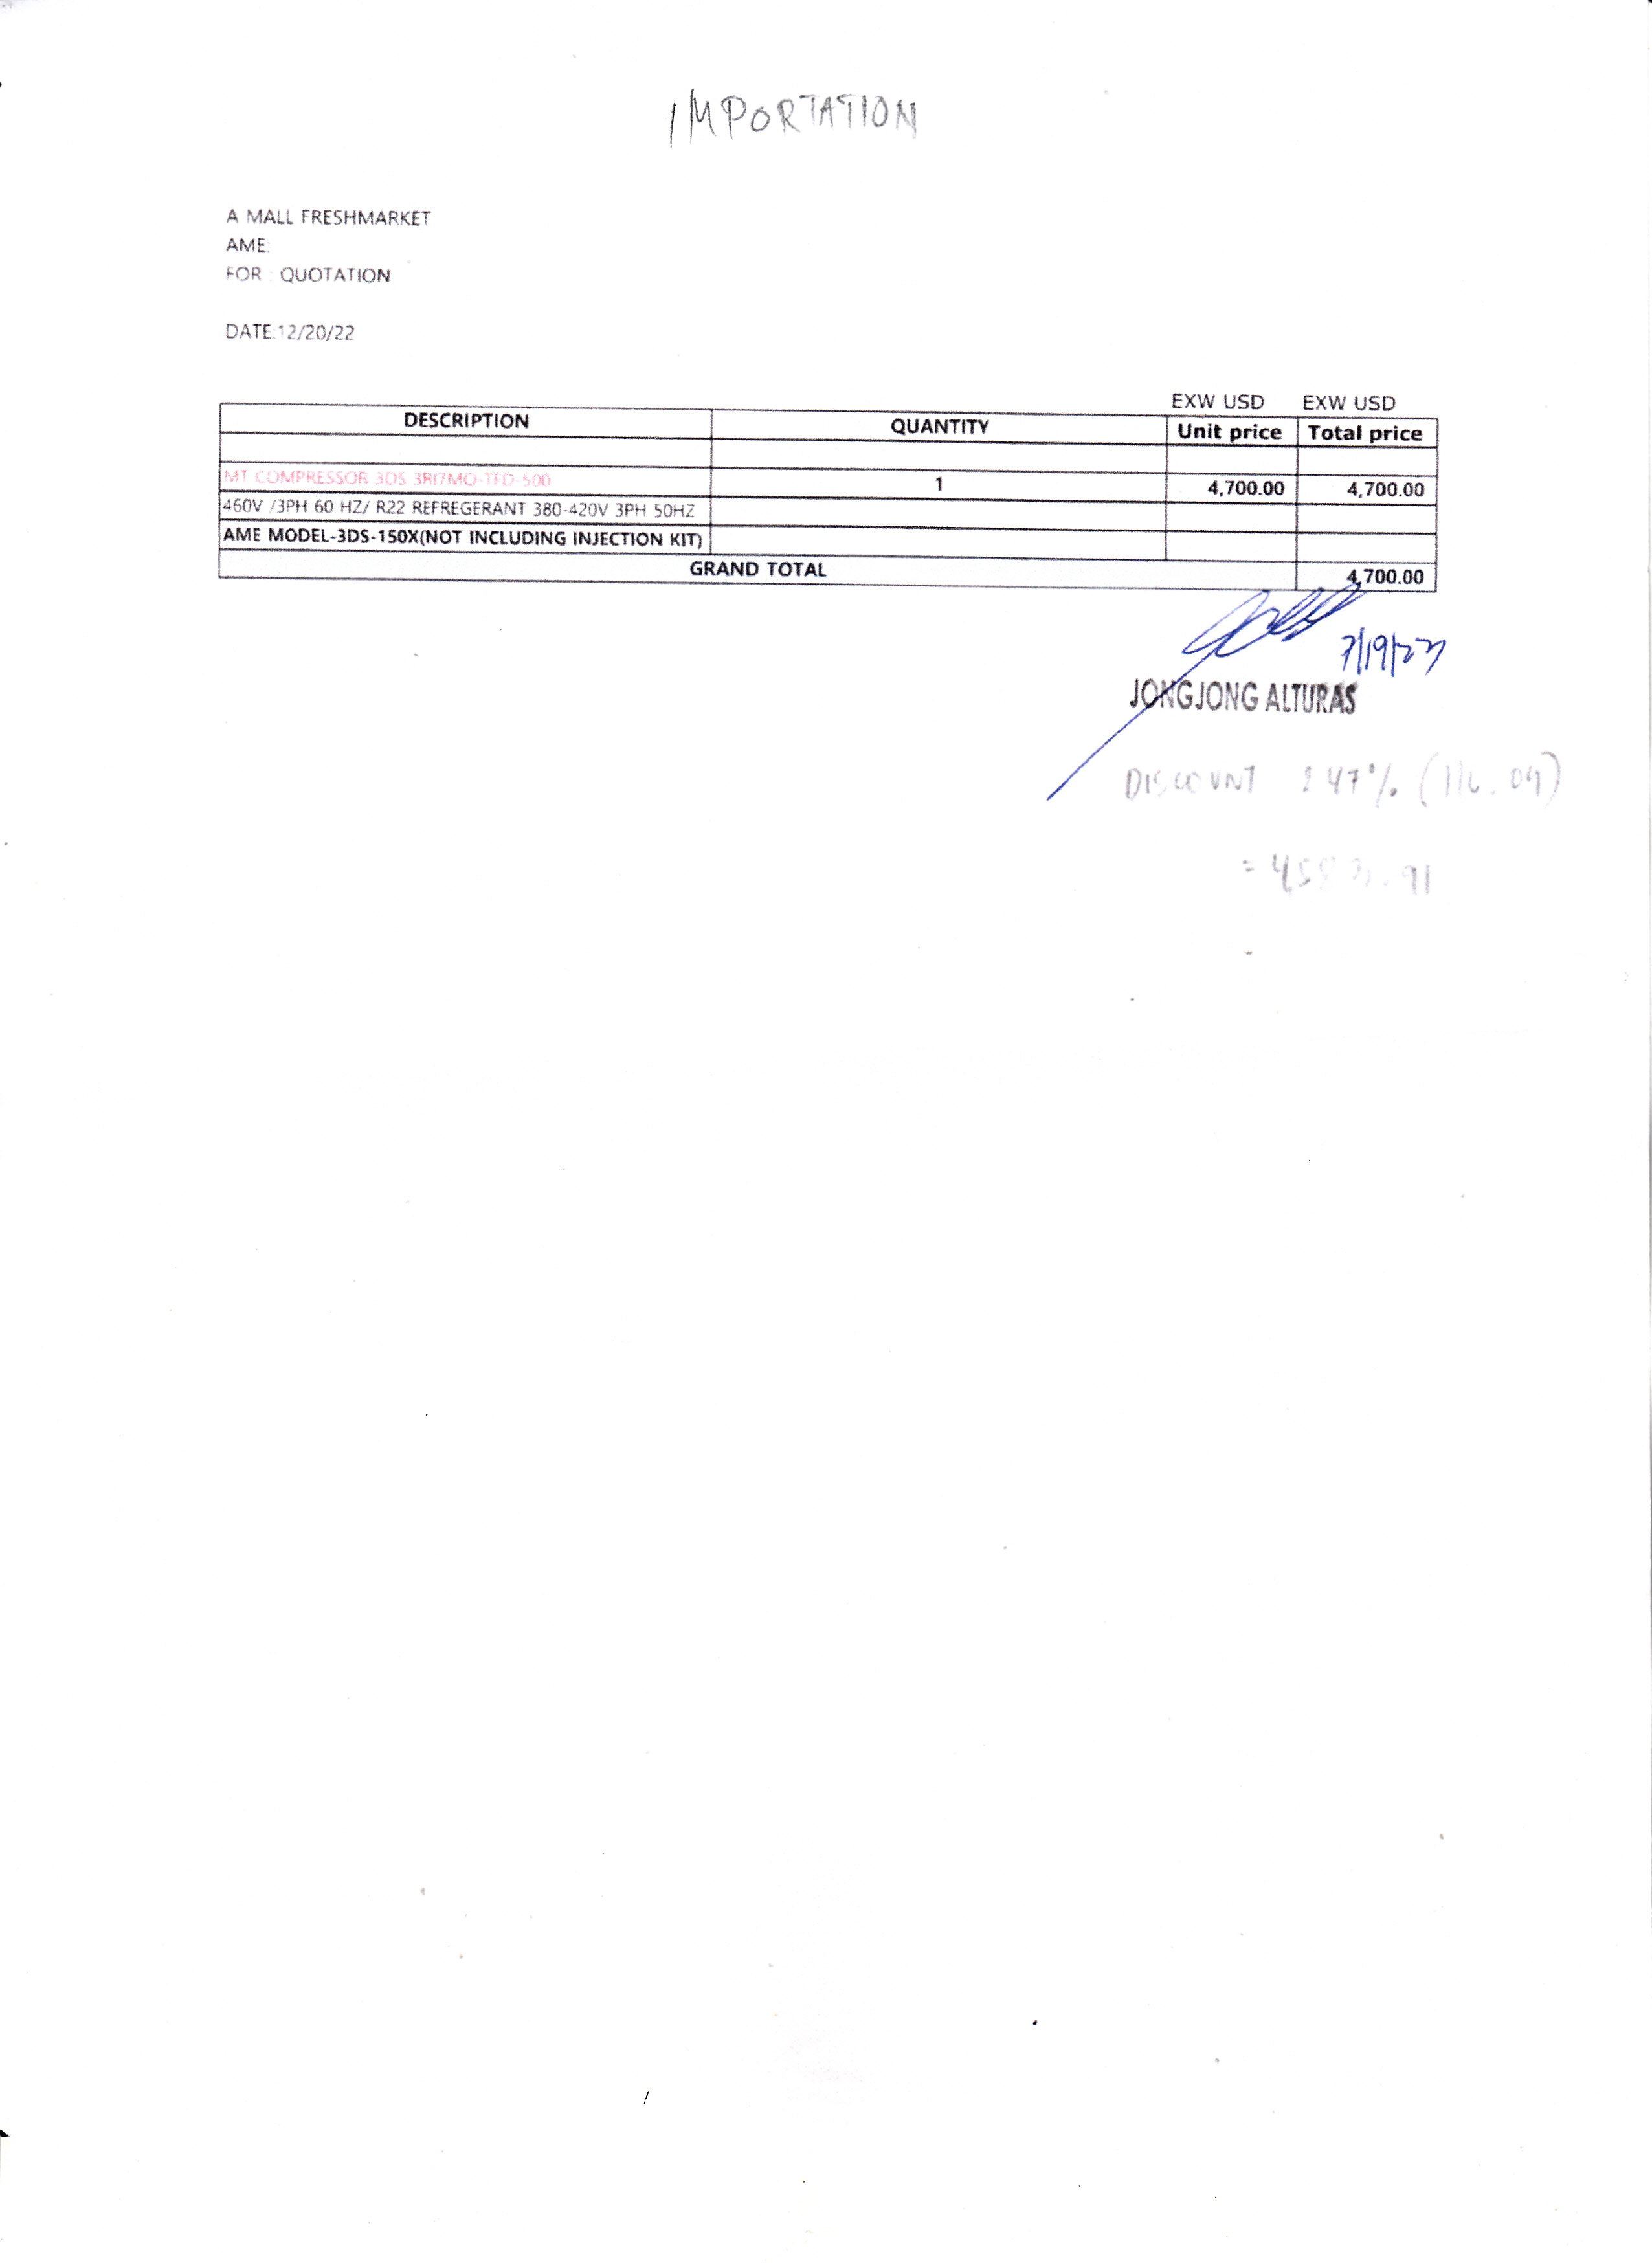 IMPORTATION
A MALL FRESHMARKET
AME:
FOR : QUOTATION
DATE:12/20/22
EXW USD EXW USD
DESCRIPTION QUANTITY Unit price Total price
MT COMPRESSOR 3DS 3RI7MO-TFD-500 1 4,700.00 4,700.00
460V /3PH 60 HZ/ R22 REFREGERANT 380-420V 3PH 50HZ
AME MODEL-3DS-150X(NOT INCLUDING INJECTION KIT)
GRAND TOTAL 4,700.00
JONGJONG ALTURAS
DISCOUNT 2.47% (116.09)
= 4583.91